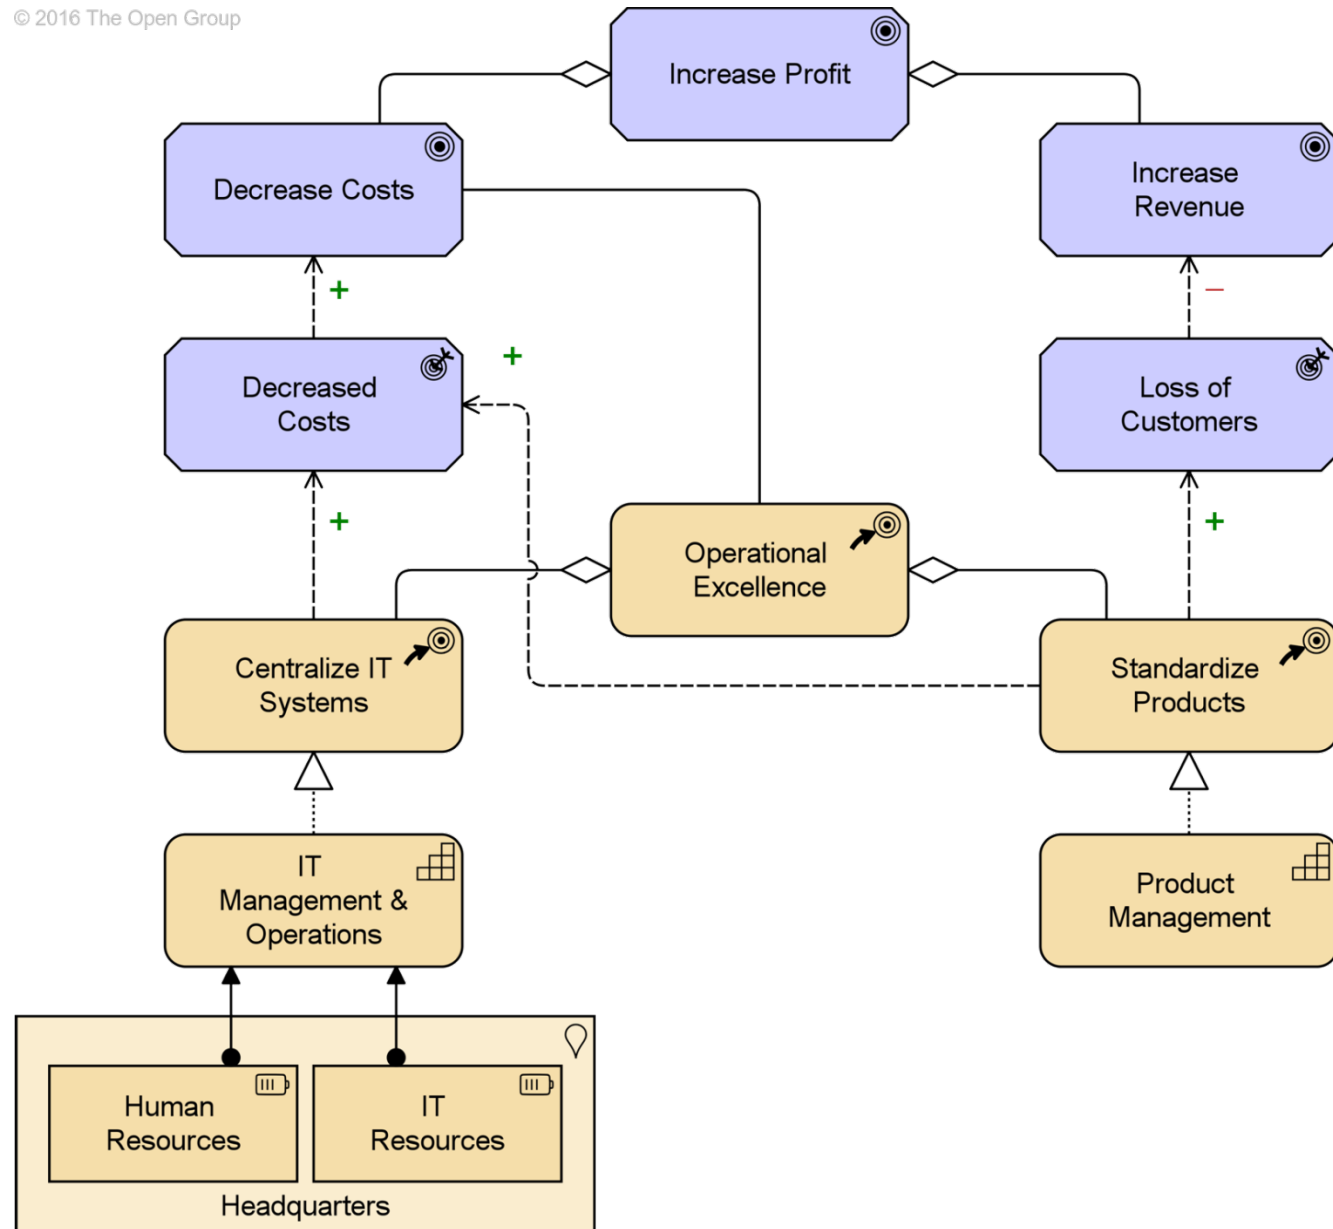 © 2016 The Open Group
Increase Profit
Decrease Costs
Increase
Revenue
+
–
Decreased
Costs
+
Loss of
Customers
+
+
Operational
Excellence
Centralize IT
Systems
Standardize
Products
IT
Management &
Operations
Product
Management
Human
Resources
IT
Resources
Headquarters